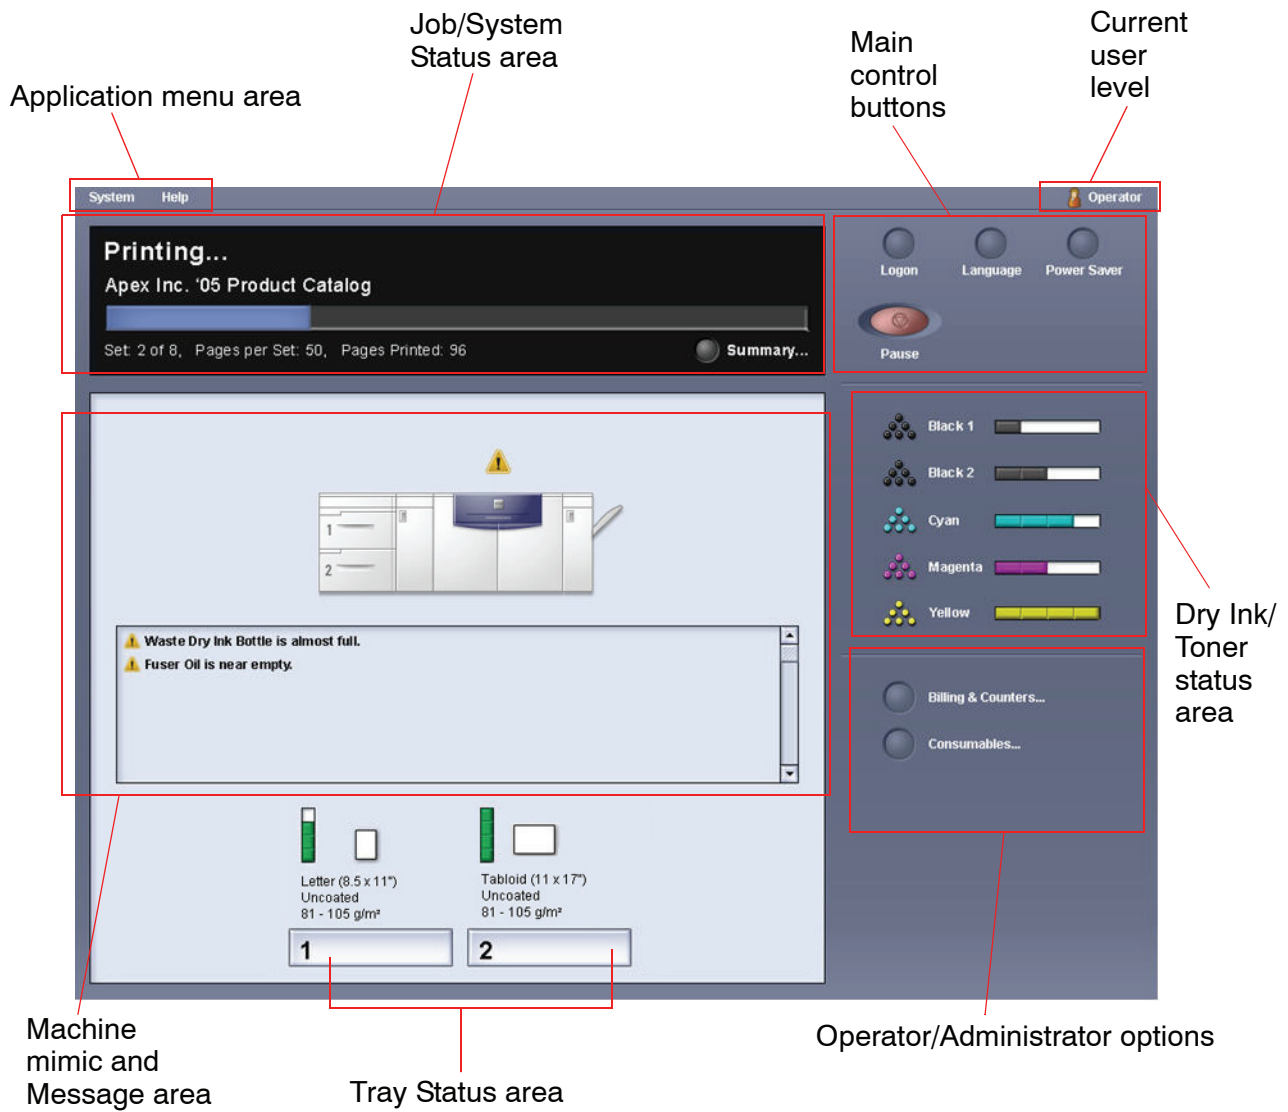 Job/System
Status area
Main
control
buttons
Current
user
level
Application menu area
System Help
Operator
Printing...
Apex Inc. '05 Product Catalog
Set: 2 of 8, Pages per Set: 50, Pages Printed: 96
Summary...
Logon
Language
Power Saver
Pause
Black 1
Black 2
Cyan
Magenta
Yellow
1
2
Waste Dry Ink Bottle is almost full.
Fuser Oil is near empty.
Dry Ink/
Toner
status
area
Billing & Counters...
Consumables...
Letter (8.5 x 11")
Uncoated
81 - 105 g/m²
1
Tabloid (11 x 17")
Uncoated
81 - 105 g/m²
2
Machine
mimic and
Message area
Tray Status area
Operator/Administrator options